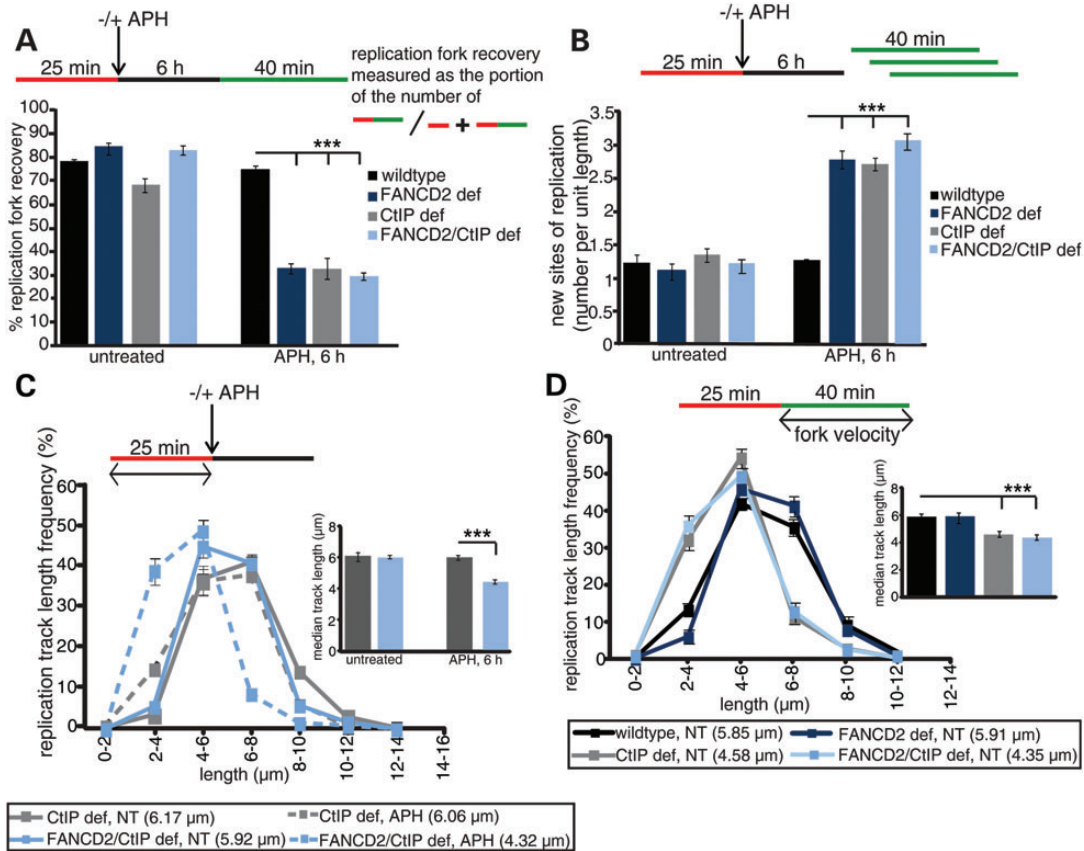 A
-/+ APH
25 min
6 h
40 min
replication fork recovery
measured as the portion
of the number of
/
+
% replication fork recovery
100
90
80
70
60
50
40
30
20
10
0
***
wildtype
FANCD2 def
CtIP def
FANCD2/CtIP def
untreated
APH, 6 h
B
-/+ APH
25 min
6 h
40 min
new sites of replication
(number per unit legnth)
3.5
3
2.5
2
1.5
1
0.5
0
***
wildtype
FANCD2 def
CtIP def
FANCD2/CtIP def
untreated
APH, 6 h
C
-/+ APH
25 min
replication track length frequency (%)
60
50
40
30
20
10
0
0-2
2-4
4-6
6-8
8-10
10-12
12-14
14-16
length (µm)
median track length (µm)
8
6
4
2
0
***
untreated
APH, 6 h
CtIP def, NT (6.17 µm)
CtIP def, APH (6.06 µm)
FANCD2/CtIP def, NT (5.92 µm)
FANCD2/CtIP def, APH (4.32 µm)
D
25 min
40 min
fork velocity
replication track length frequency (%)
60
50
40
30
20
10
0
0-2
2-4
4-6
6-8
8-10
10-12
12-14
length (µm)
median track length (µm)
8
6
4
2
0
***
wildtype, NT (5.85 µm)
FANCD2 def, NT (5.91 µm)
CtIP def, NT (4.58 µm)
FANCD2/CtIP def, NT (4.35 µm)